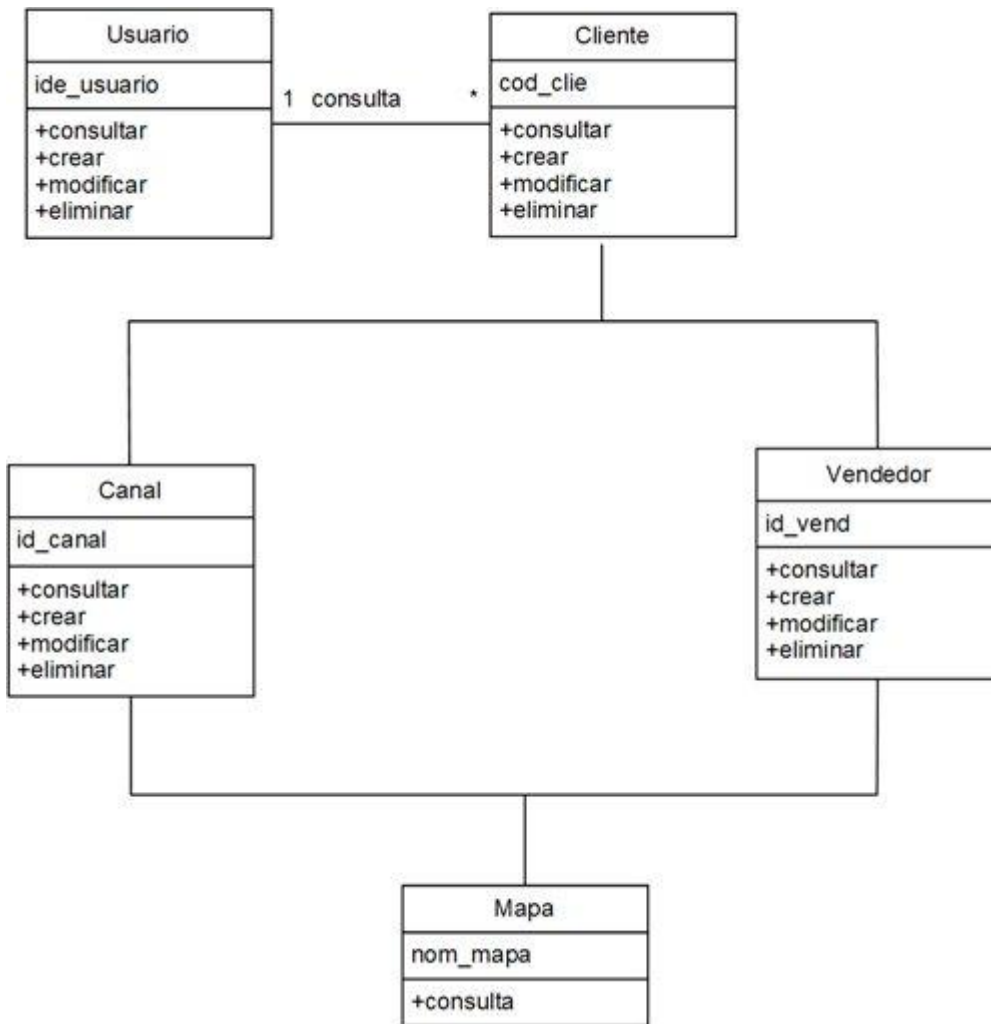 Usuario
ide_usuario
+consultar
+crear
+modificar
+eliminar
1 consulta *
Cliente
cod_clie
+consultar
+crear
+modificar
+eliminar
Canal
id_canal
+consultar
+crear
+modificar
+eliminar
Vendedor
id_vend
+consultar
+crear
+modificar
+eliminar
Mapa
nom_mapa
+consulta